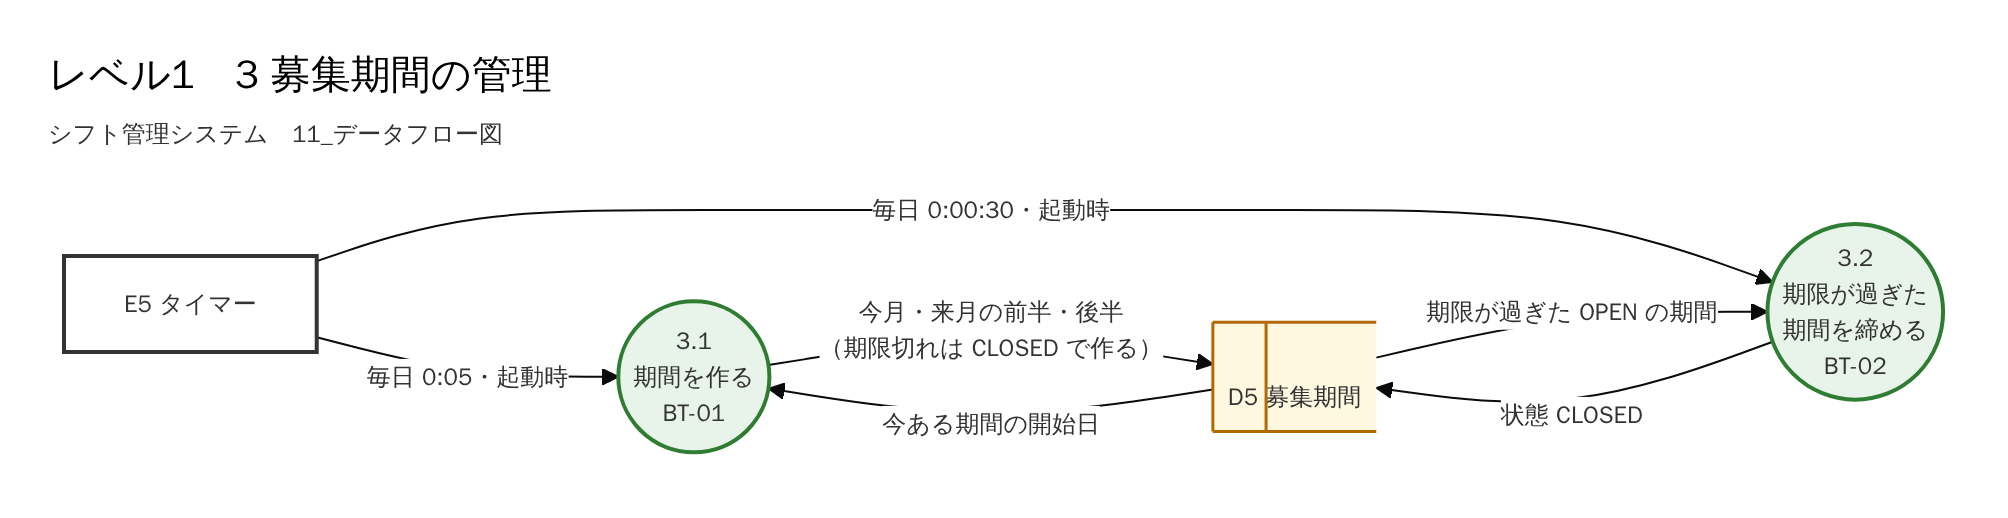 レベル1　3 募集期間の管理
シフト管理システム　11_データフロー図
毎日 0:00:30・起動時
E5 タイマー
毎日 0:05・起動時
3.1
期間を作る
BT-01
今月・来月の前半・後半
（期限切れは CLOSED で作る）
今ある期間の開始日
D5 募集期間
期限が過ぎた OPEN の期間
状態 CLOSED
3.2
期限が過ぎた
期間を締める
BT-02